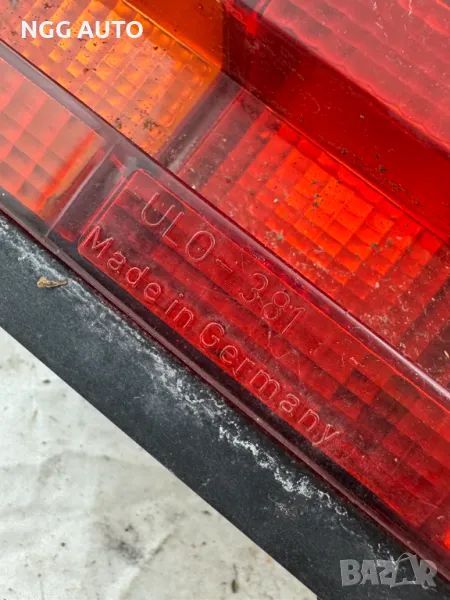 NGG AUTO
ULO - 381
Made in Germany
BAZAR